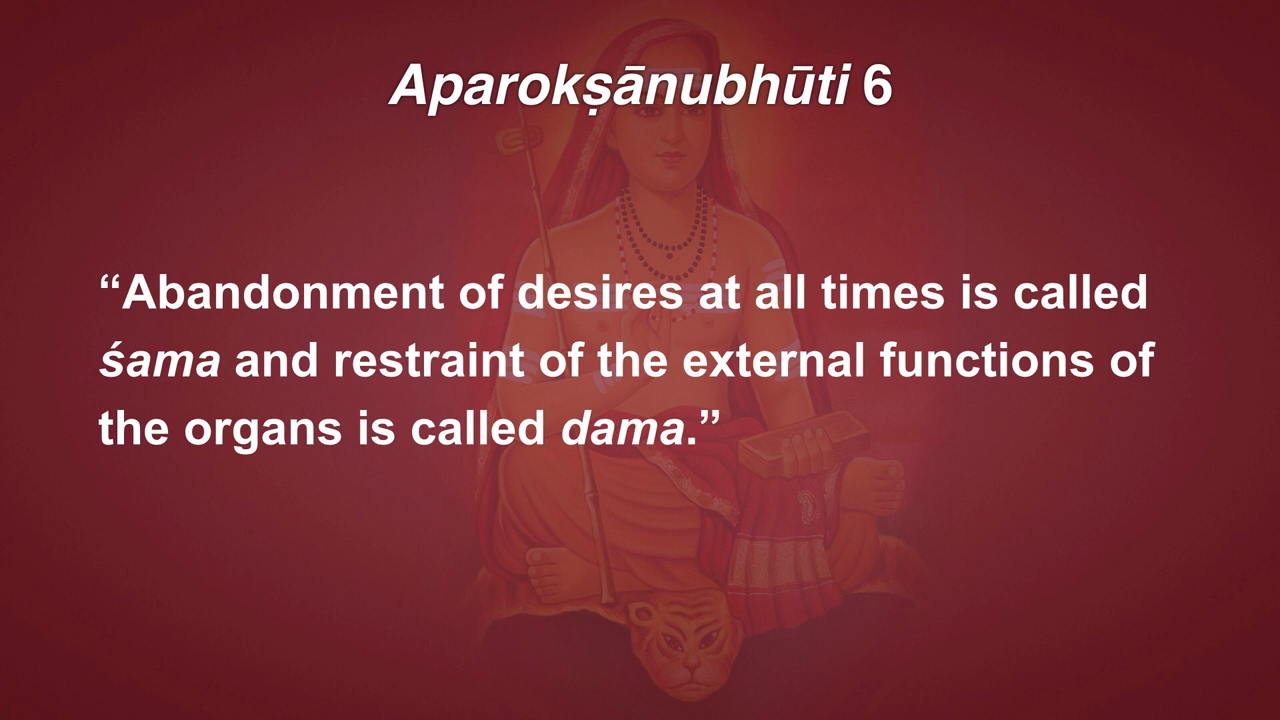 Aparokṣānubhūti 6
“Abandonment of desires at all times is called
śama and restraint of the external functions of
the organs is called dama.”